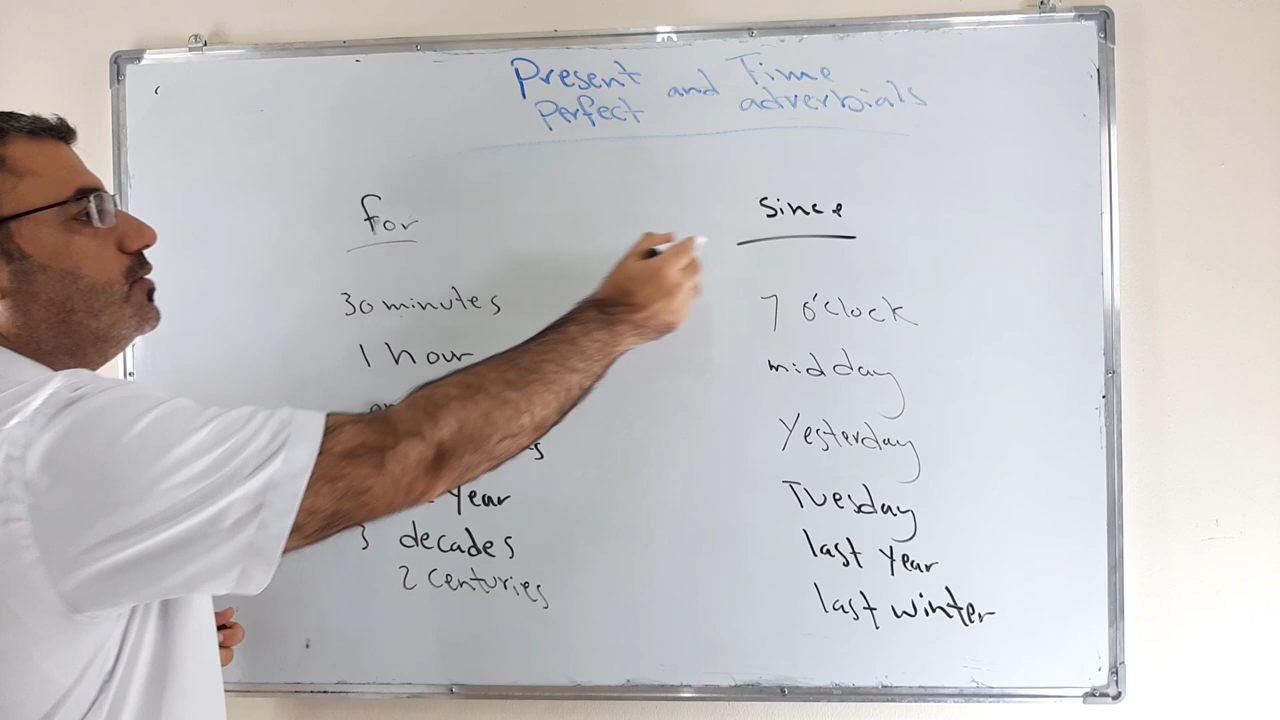 Present and Time
perfect adverbials
for
30 minutes
1 hour
year
3 decades
2 centuries
since
7 o'clock
midday
Yesterday
Tuesday
last year
last winter